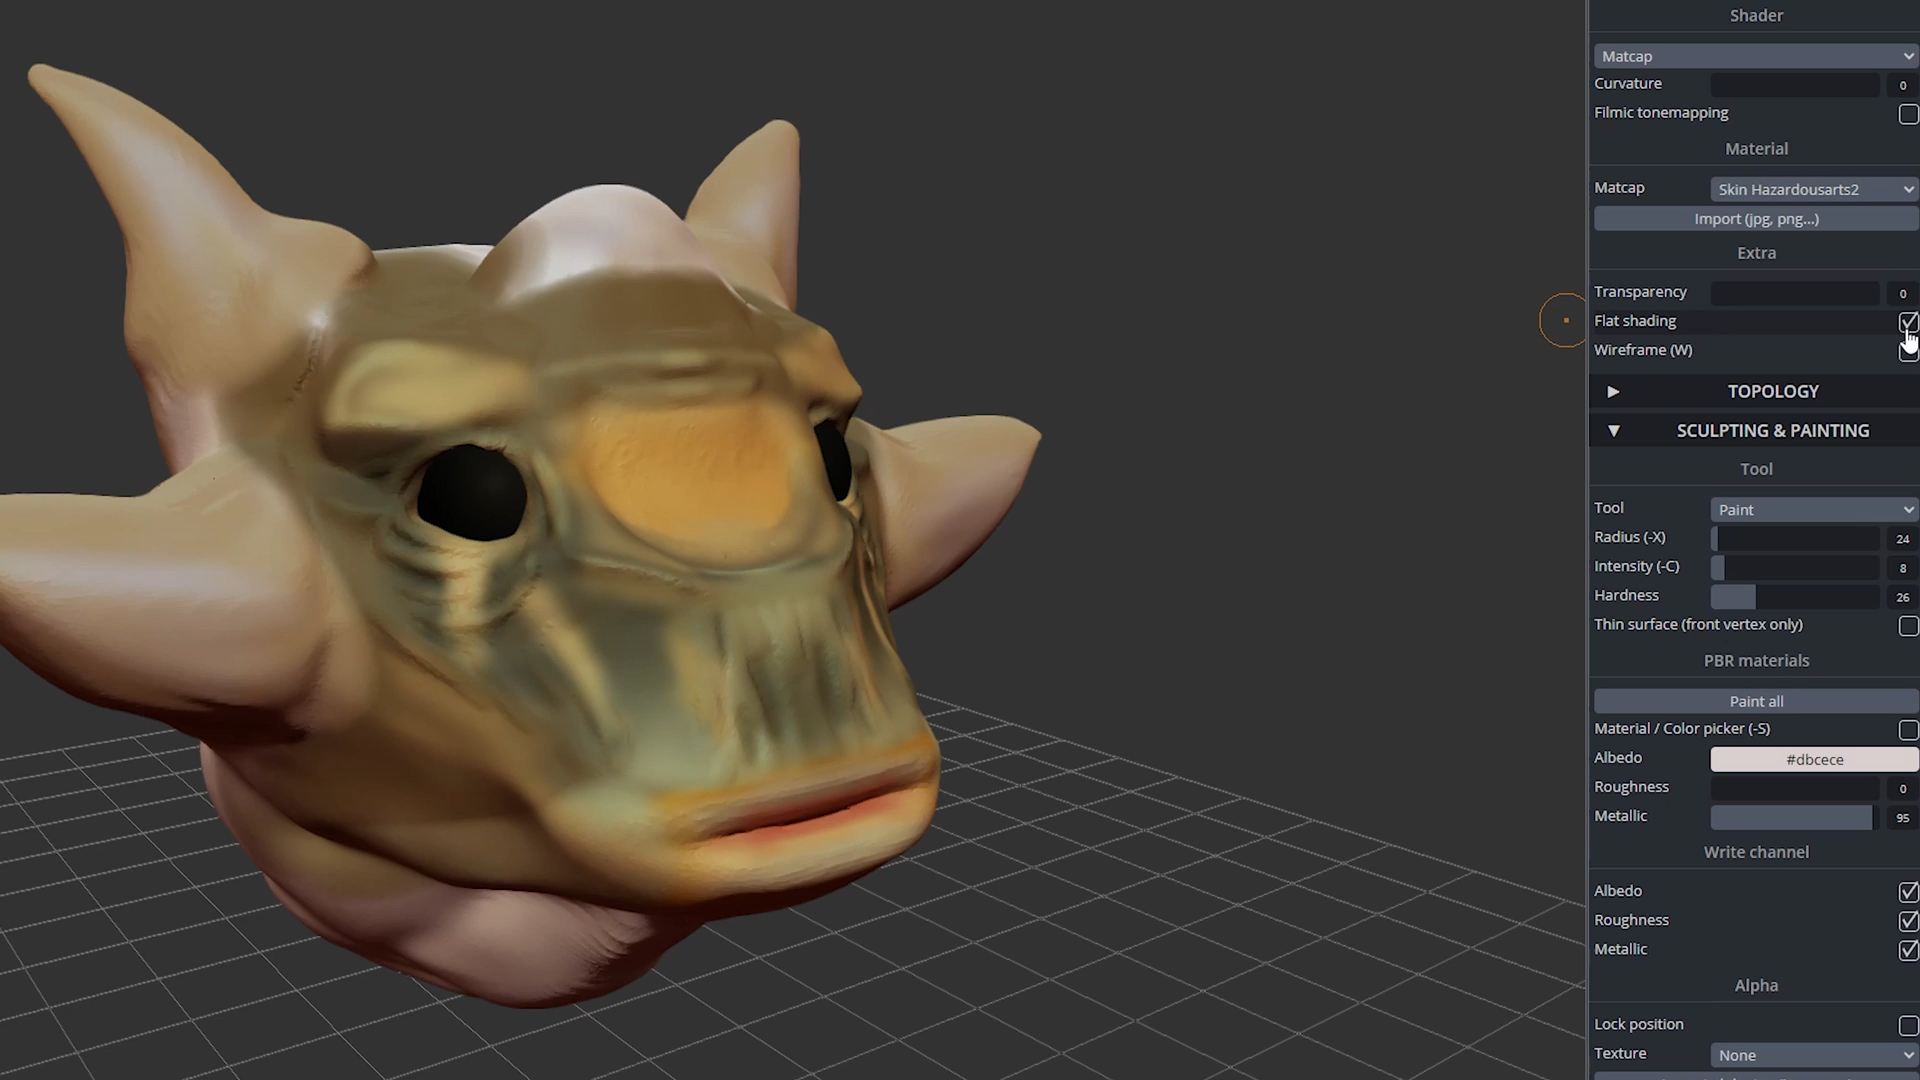 Shader
Matcap
Curvature 0
Filmic tonemapping
Material
Matcap Skin Hazardousarts2
Import (jpg, png...)
Extra
Transparency 0
Flat shading
Wireframe (W)
TOPOLOGY
SCULPTING & PAINTING
Tool
Tool Paint
Radius (-X) 24
Intensity (-C) 8
Hardness 26
Thin surface (front vertex only)
PBR materials
Paint all
Material / Color picker (-S)
Albedo #dbcece
Roughness 0
Metallic 95
Write channel
Albedo
Roughness
Metallic
Alpha
Lock position
Texture None